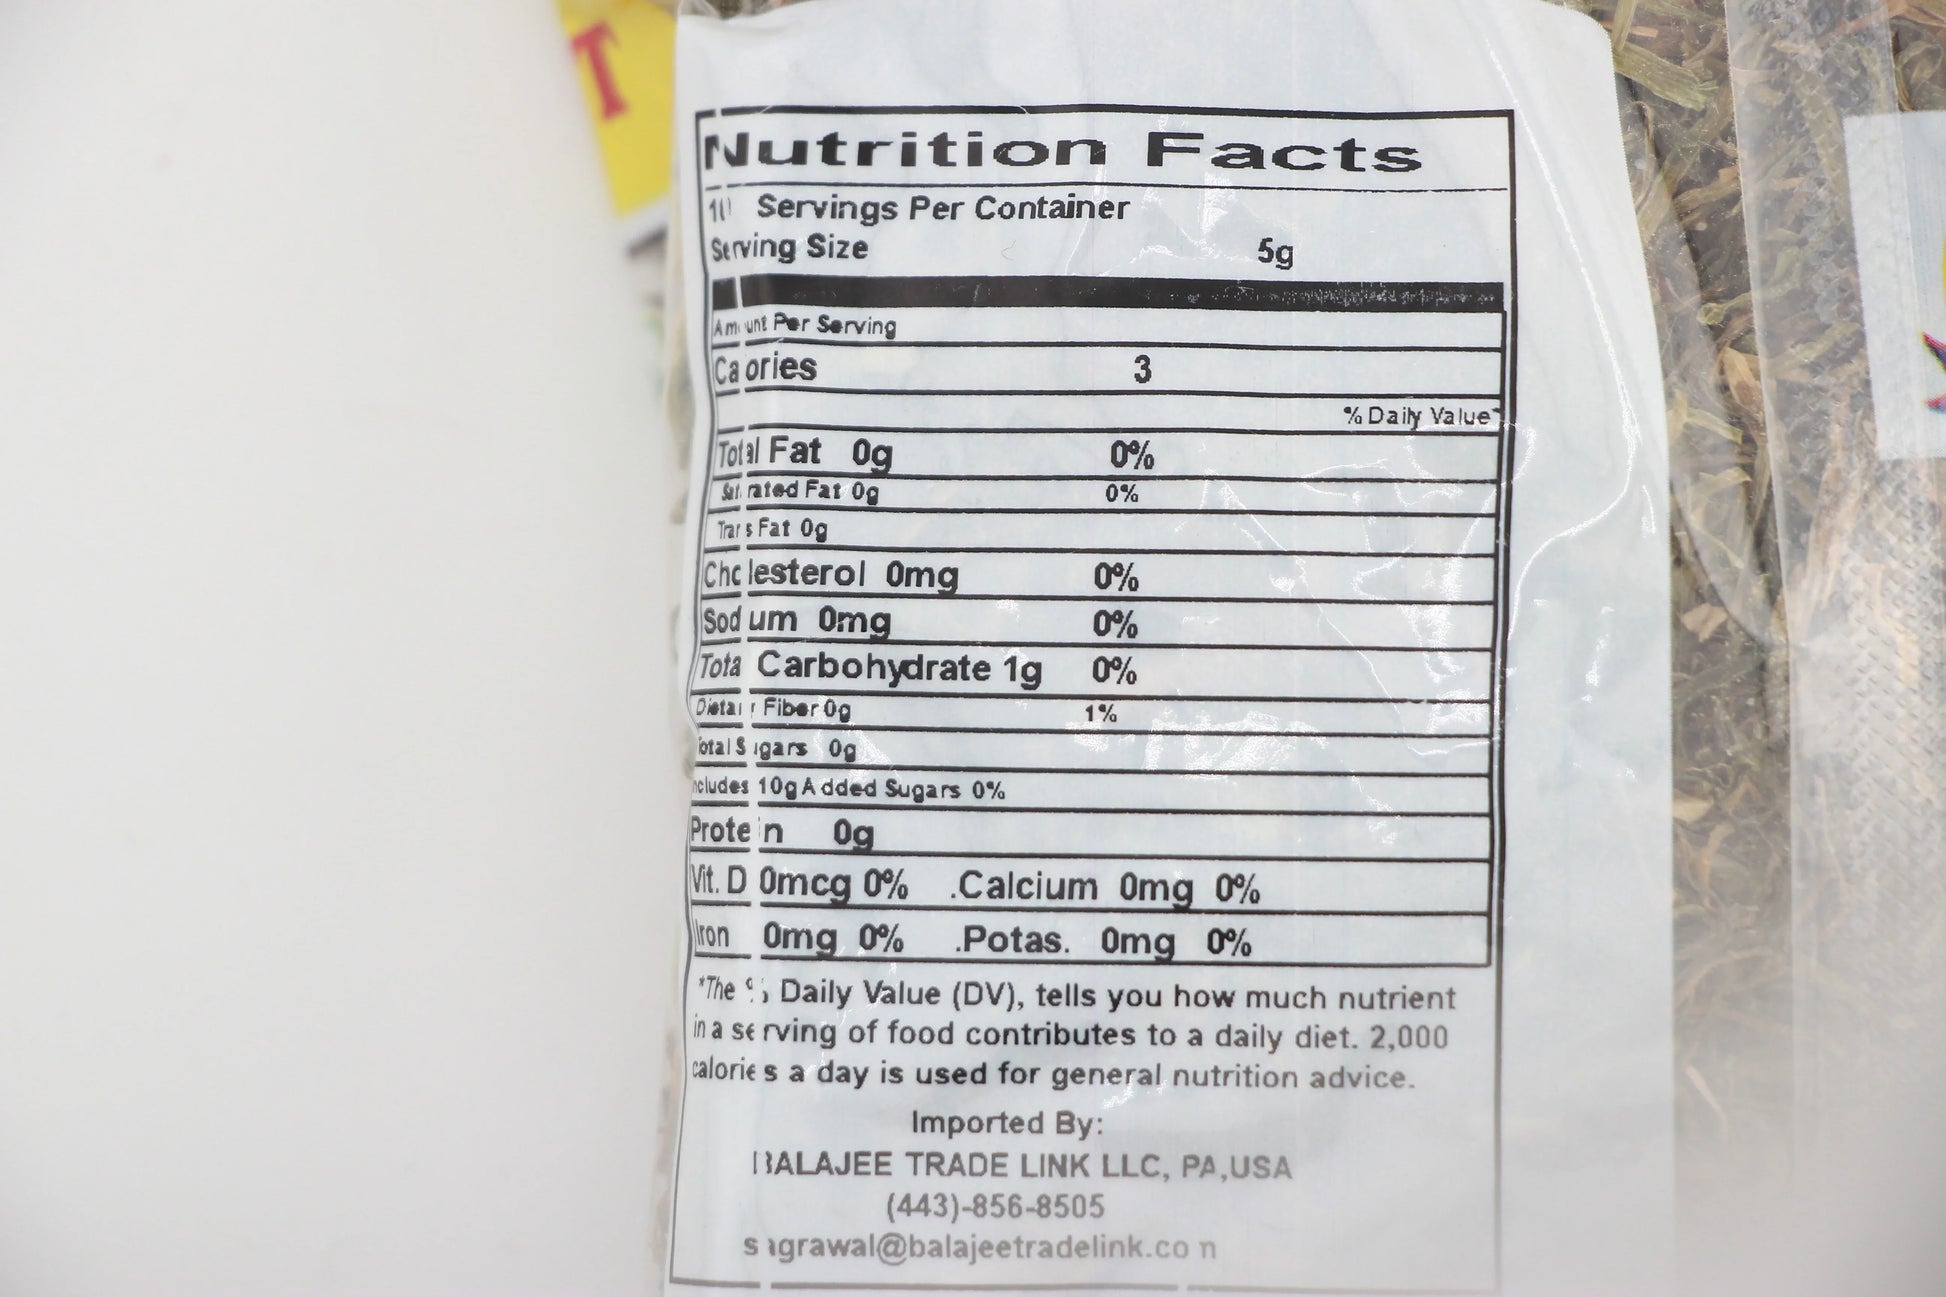 T
Nutrition Facts
10 Servings Per Container
Serving Size 5g
Amount Per Serving
Calories 3
% Daily Value*
Total Fat 0g 0%
Saturated Fat 0g 0%
Trans Fat 0g
Cholesterol 0mg 0%
Sodium 0mg 0%
Total Carbohydrate 1g 0%
Dietary Fiber 0g 1%
Total Sugars 0g
Includes 10g Added Sugars 0%
Protein 0g
Vit. D 0mcg 0% .Calcium 0mg 0%
Iron 0mg 0% .Potas. 0mg 0%
*The % Daily Value (DV), tells you how much nutrient
in a serving of food contributes to a daily diet. 2,000
calories a day is used for general nutrition advice.
Imported By:
BALAJEE TRADE LINK LLC, PA,USA
(443)-856-8505
sagrawal@balajeetradelink.com